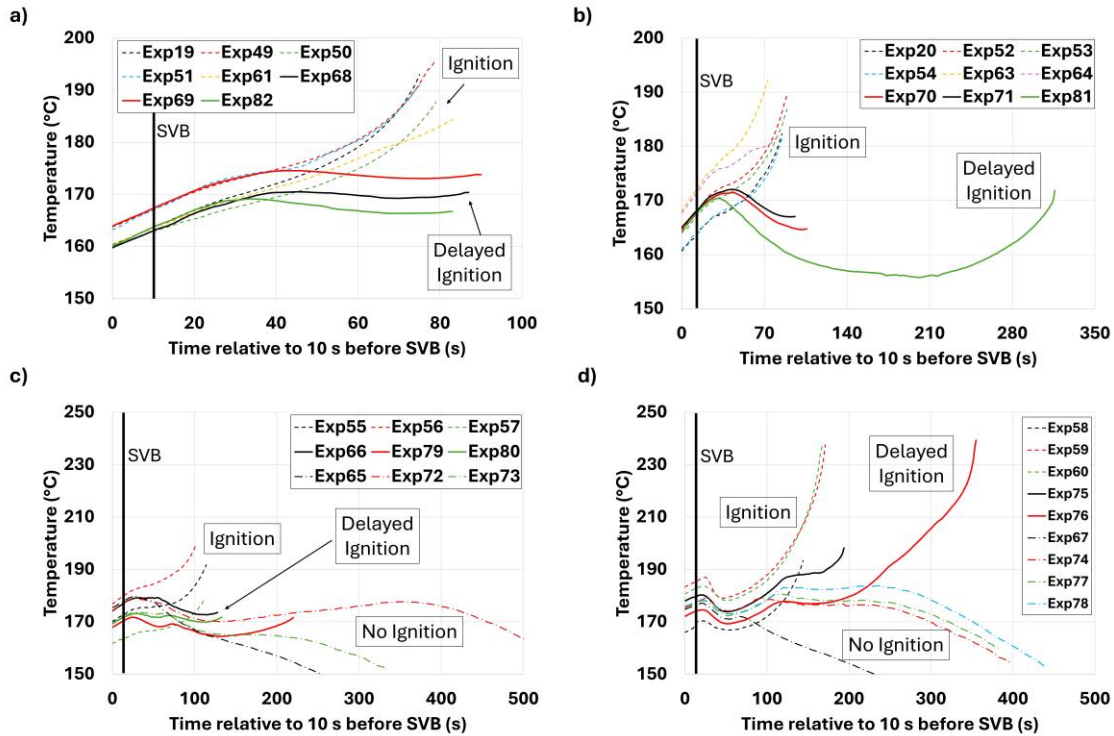 a)
200
190
180
170
160
150
Temperature (°C)
Exp19 Exp49 Exp50
Exp51 Exp61 Exp68
Exp69 Exp82
SVB
Ignition
Delayed
Ignition
0 20 40 60 80 100
Time relative to 10 s before SVB (s)
b)
200
190
180
170
160
150
Temperature (°C)
SVB
Exp20 Exp52 Exp53
Exp54 Exp63 Exp64
Exp70 Exp71 Exp81
Ignition
Delayed
Ignition
0 70 140 210 280 350
Time relative to 10 s before SVB (s)
c)
250
230
210
190
170
150
Temperature (°C)
SVB
Exp55 Exp56 Exp57
Exp66 Exp79 Exp80
Exp65 Exp72 Exp73
Ignition
Delayed
Ignition
No Ignition
0 100 200 300 400 500
Time relative to 10 s before SVB (s)
d)
250
230
210
190
170
150
Temperature (°C)
SVB
Ignition
Delayed
Ignition
No Ignition
Exp58
Exp59
Exp60
Exp75
Exp76
Exp67
Exp74
Exp77
Exp78
0 100 200 300 400 500
Time relative to 10 s before SVB (s)